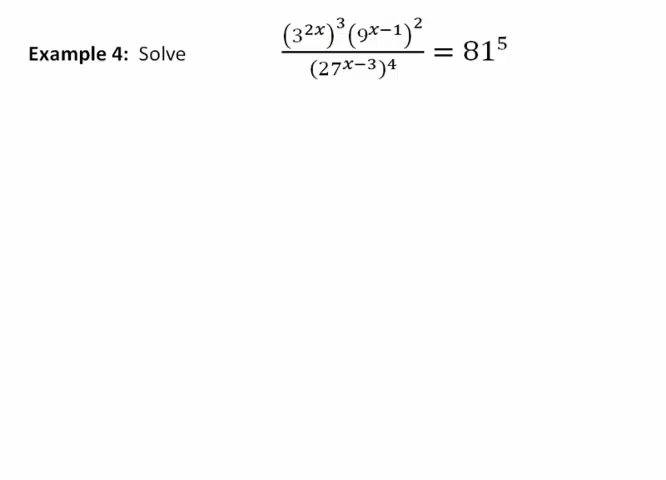 Example 4: Solve (3^{2x})^3(9^{x−1})^2 / (27^{x−3})^4 = 81^5